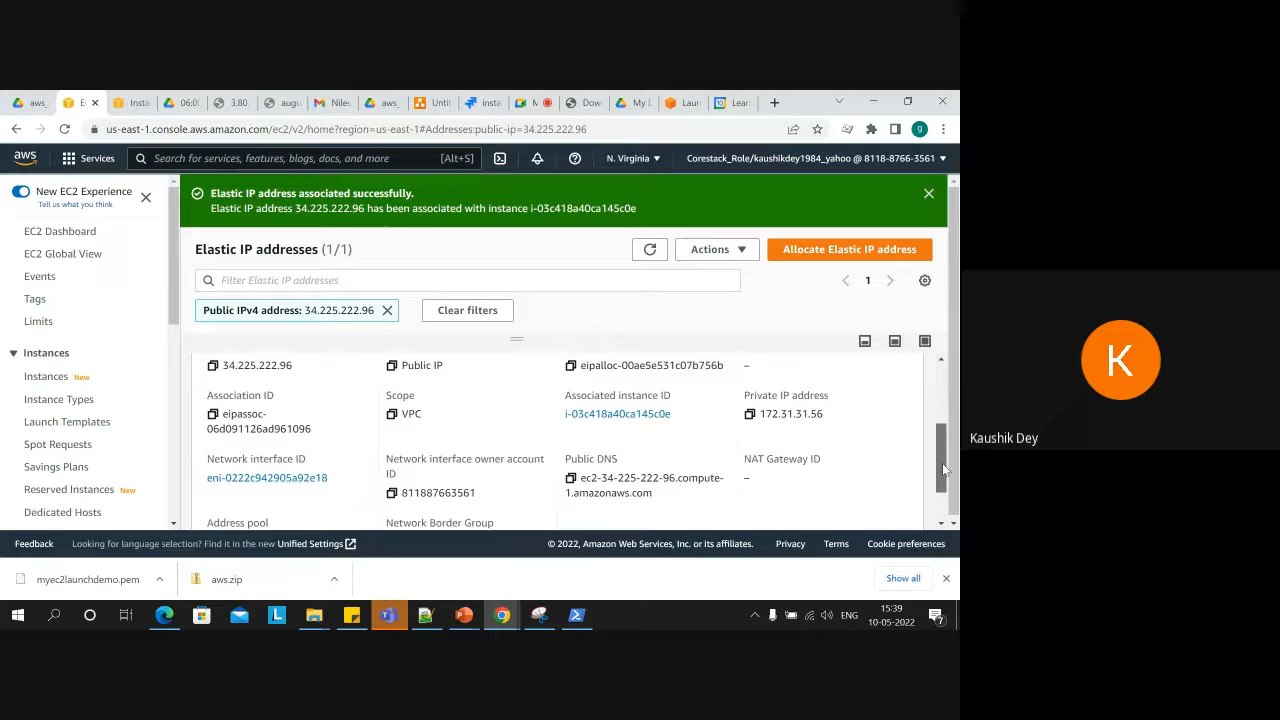 aws_
E
Insta
06:0
3.80.
augu
Niles
aws_
Unti
insta
M
Dow
My D
Laun
10
Lear
us-east-1.console.aws.amazon.com/ec2/v2/home?region=us-east-1#Addresses:public-ip=34.225.222.96
g
aws
Services
Search for services, features, blogs, docs, and more
[Alt+S]
N. Virginia
Corestack_Role/kaushikdey1984_yahoo @ 8118-8766-3561
New EC2 Experience
Tell us what you think
EC2 Dashboard
EC2 Global View
Events
Tags
Limits
Instances
Instances New
Instance Types
Launch Templates
Spot Requests
Savings Plans
Reserved Instances New
Dedicated Hosts
Elastic IP address associated successfully.
Elastic IP address 34.225.222.96 has been associated with instance i-03c418a40ca145c0e
Elastic IP addresses (1/1)
Actions
Allocate Elastic IP address
Filter Elastic IP addresses
1
Public IPv4 address: 34.225.222.96
Clear filters
34.225.222.96
Public IP
eipalloc-00ae5e531c07b756b
–
Association ID
eipassoc-
06d091126ad961096
Scope
VPC
Associated instance ID
i-03c418a40ca145c0e
Private IP address
172.31.31.56
Network interface ID
eni-0222c942905a92e18
Network interface owner account
ID
811887663561
Public DNS
ec2-34-225-222-96.compute-
1.amazonaws.com
NAT Gateway ID
–
Address pool
Network Border Group
Feedback
Looking for language selection? Find it in the new Unified Settings
© 2022, Amazon Web Services, Inc. or its affiliates.
Privacy
Terms
Cookie preferences
myec2launchdemo.pem
aws.zip
Show all
L
ENG
15:39
10-05-2022
7
K
Kaushik Dey